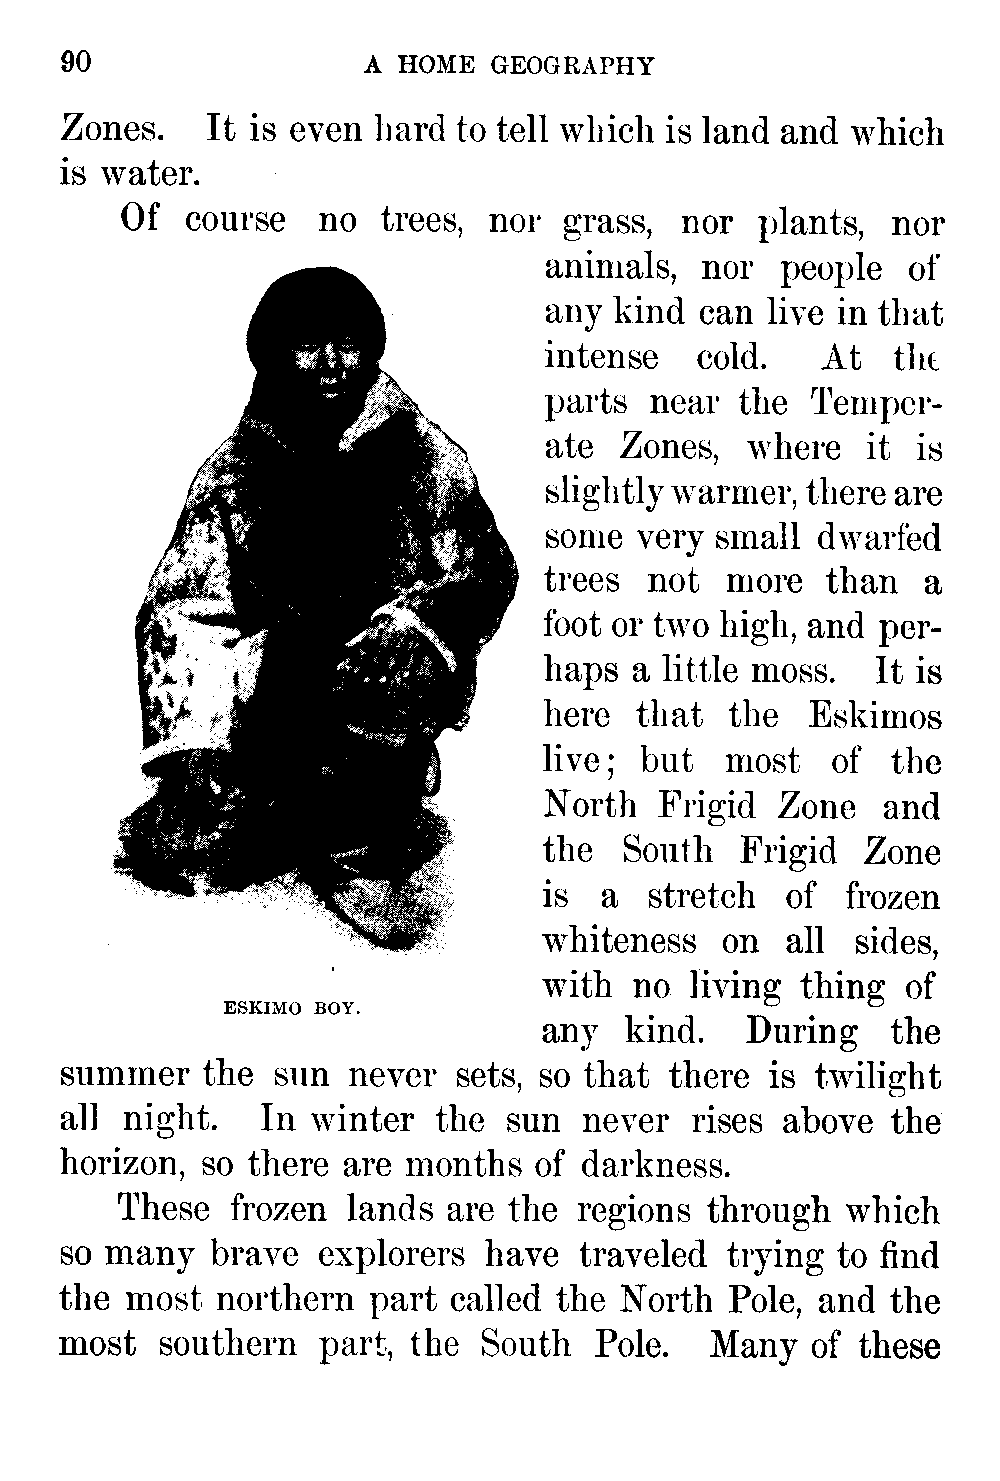 90
A HOME GEOGRAPHY
Zones. It is even hard to tell which is land and which
is water.
Of course no trees, nor grass, nor plants, nor
animals, nor people of
any kind can live in that
intense cold. At the
parts near the Temper-
ate Zones, where it is
slightly warmer, there are
some very small dwarfed
trees not more than a
foot or two high, and per-
haps a little moss. It is
here that the Eskimos
live; but most of the
North Frigid Zone and
the South Frigid Zone
is a stretch of frozen
whiteness on all sides,
with no living thing of
any kind. During the
ESKIMO BOY.
summer the sun never sets, so that there is twilight
all night. In winter the sun never rises above the
horizon, so there are months of darkness.
These frozen lands are the regions through which
so many brave explorers have traveled trying to find
the most northern part called the North Pole, and the
most southern part, the South Pole. Many of these